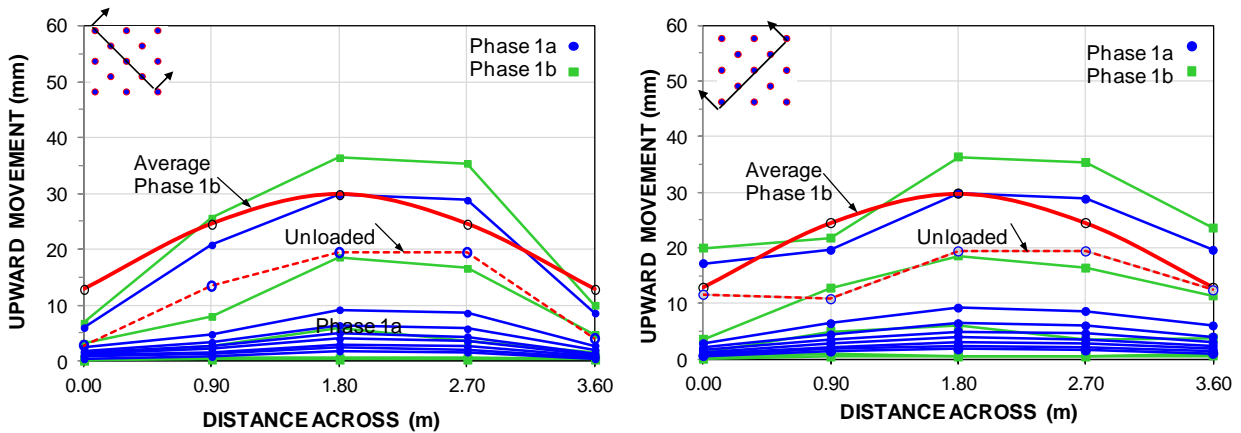 UPWARD MOVEMENT (mm)
60
50
40
30
20
10
0
Phase 1a
Phase 1b
Average
Phase 1b
Unloaded
Phase 1a
0.00 0.90 1.80 2.70 3.60
DISTANCE ACROSS (m)
UPWARD MOVEMENT (mm)
60
50
40
30
20
10
0
Phase 1a
Phase 1b
Average
Phase 1b
Unloaded
0.00 0.90 1.80 2.70 3.60
DISTANCE ACROSS (m)